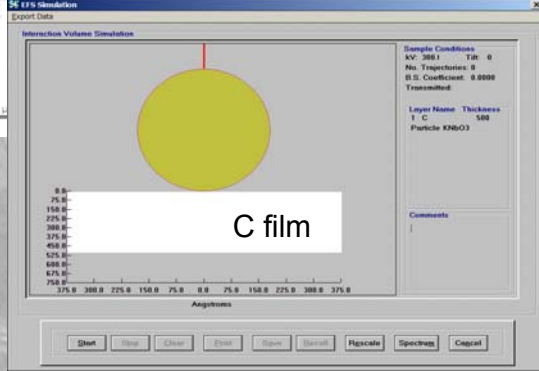 EFS Simulation
Export Data
Interaction Volume Simulation
Sample Conditions
kV: 300.1 Tilt: 0
No. Trajectories: 0
B.S. Coefficient: 0.0000
Transmitted:
Layer Name Thickness
1 C 500
Particle KNbO3
Comments
C film
0.0
75.0
150.0
225.0
300.0
375.0
450.0
525.0
600.0
675.0
750.0
375.0 300.0 225.0 150.0 75.0 0.0 75.0 150.0 225.0 300.0 375.0
Angstroms
Start Stop Clear Print Save Recall Rescale Spectrum Cancel